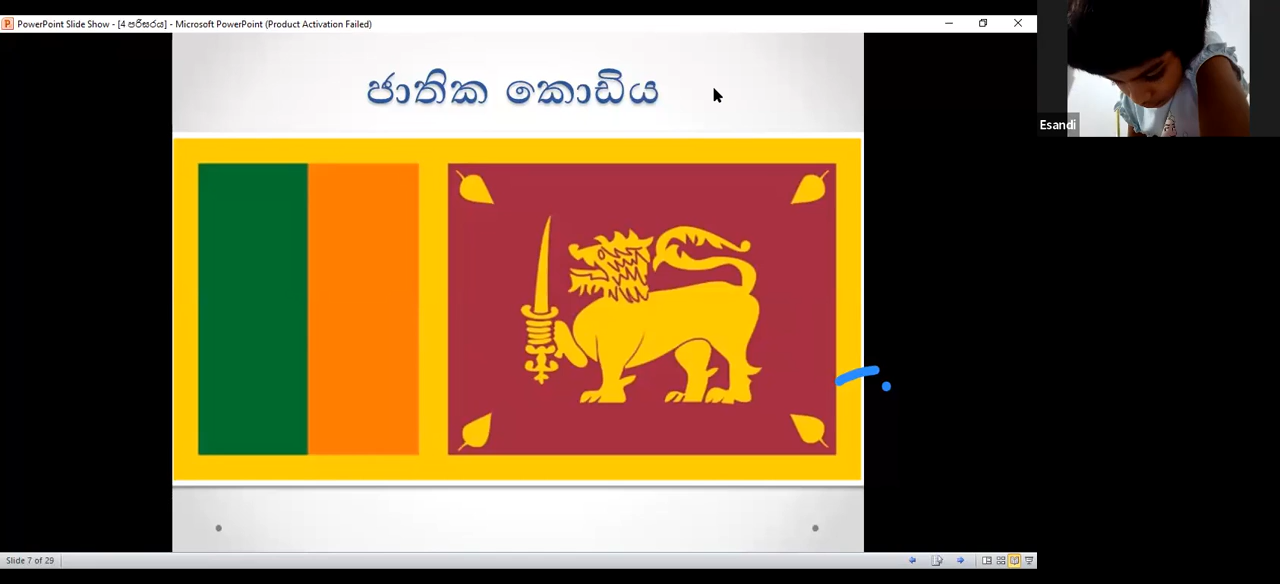 PowerPoint Slide Show - [4 පරිසරය] - Microsoft PowerPoint (Product Activation Failed)
ජාතික කොඩිය
Esandi
Slide 7 of 29